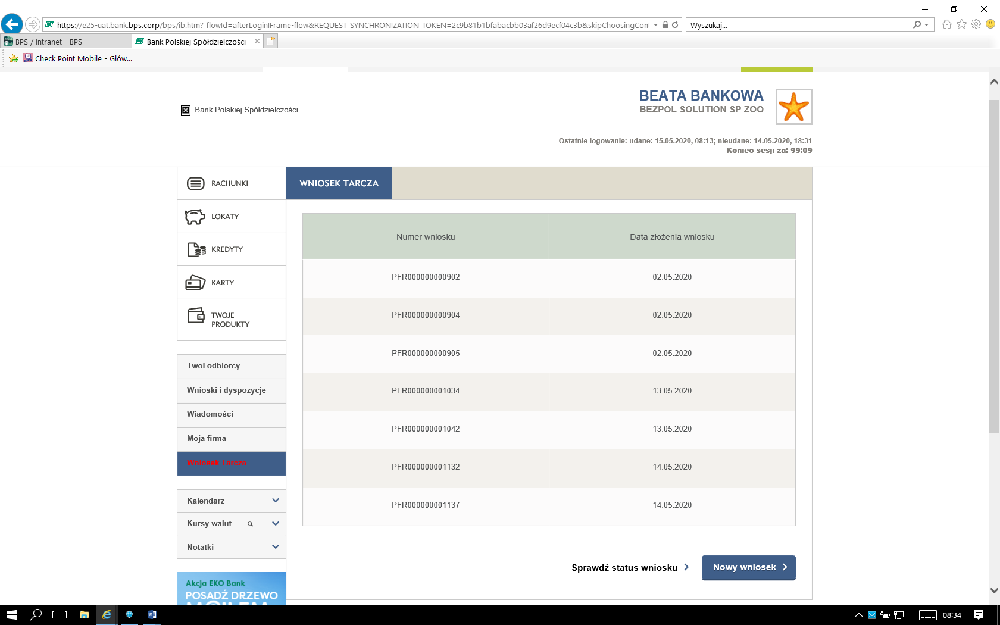 https://e25-uat.bank.bps.corp/bps/ib.htm?_flowId=afterLoginIFrame-flow&REQUEST_SYNCHRONIZATION_TOKEN=2c9b81b1bfabacbb03af26d9ecf04c3b&skipChoosingCon
Wyszukaj...
BPS / Intranet - BPS
Bank Polskiej Spółdzielczości
Check Point Mobile - Głów...
BEATA BANKOWA
BEZPOL SOLUTION SP ZOO
Bank Polskiej Spółdzielczości
Ostatnie logowanie: udane: 15.05.2020, 08:13; nieudane: 14.05.2020, 18:31
Koniec sesji za: 99:09
RACHUNKI
LOKATY
KREDYTY
KARTY
TWOJE
PRODUKTY
Twoi odbiorcy
Wnioski i dyspozycje
Wiadomości
Moja firma
Wniosek Tarcza
Kalendarz
Kursy walut
Notatki
Akcja EKO Bank
POSADŹ DRZEWO
WNIOSEK TARCZA
Numer wniosku Data złożenia wniosku
PFR000000000902 02.05.2020
PFR000000000904 02.05.2020
PFR000000000905 02.05.2020
PFR000000001034 13.05.2020
PFR000000001042 13.05.2020
PFR000000001132 14.05.2020
PFR000000001137 14.05.2020
Sprawdź status wniosku
Nowy wniosek
08:34